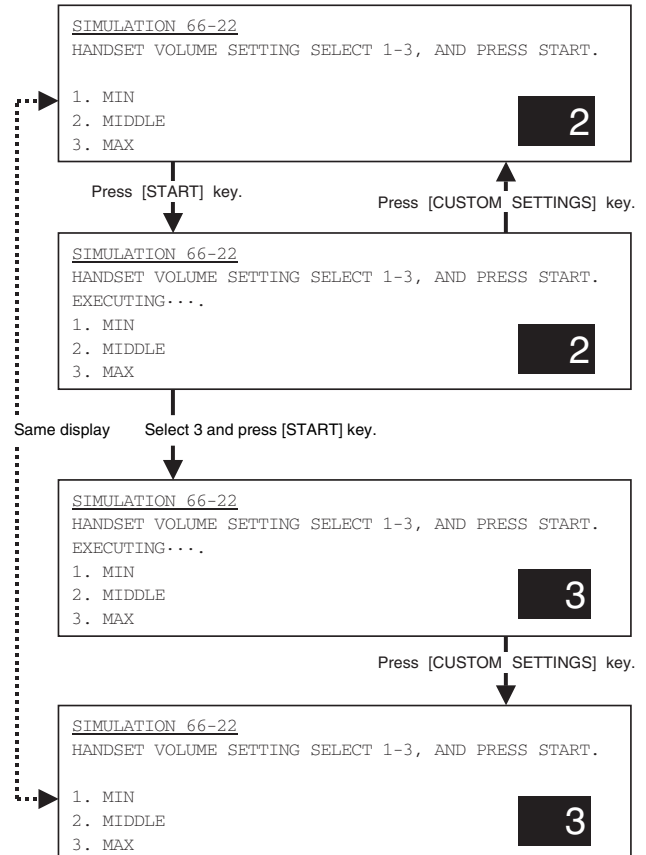 SIMULATION 66-22
HANDSET VOLUME SETTING SELECT 1-3, AND PRESS START.
1. MIN
2. MIDDLE
3. MAX
2
Press [START] key.
Press [CUSTOM SETTINGS] key.
SIMULATION 66-22
HANDSET VOLUME SETTING SELECT 1-3, AND PRESS START.
EXECUTING···.
1. MIN
2. MIDDLE
3. MAX
2
Same display
Select 3 and press [START] key.
SIMULATION 66-22
HANDSET VOLUME SETTING SELECT 1-3, AND PRESS START.
EXECUTING···.
1. MIN
2. MIDDLE
3. MAX
3
Press [CUSTOM SETTINGS] key.
SIMULATION 66-22
HANDSET VOLUME SETTING SELECT 1-3, AND PRESS START.
1. MIN
2. MIDDLE
3. MAX
3